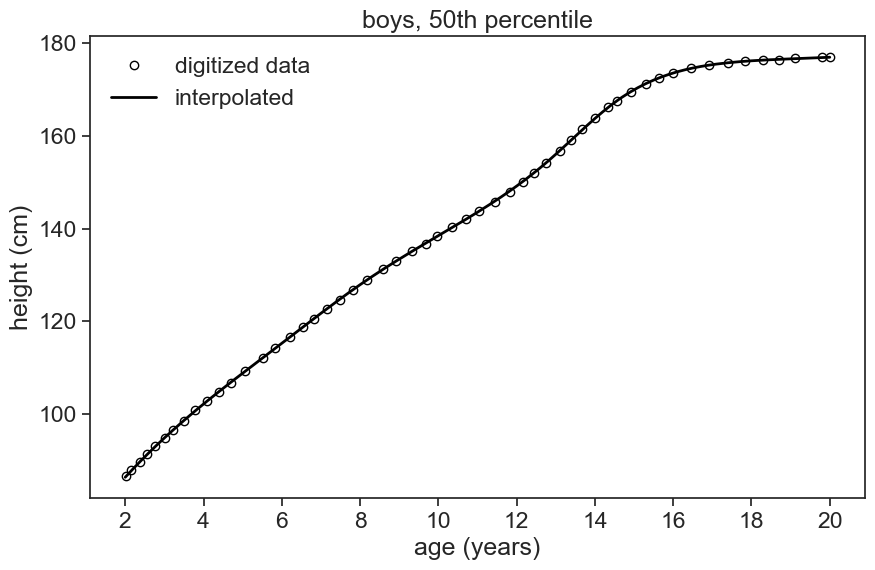 boys, 50th percentile
180
160
140
120
100
height (cm)
digitized data
interpolated
2 4 6 8 10 12 14 16 18 20
age (years)